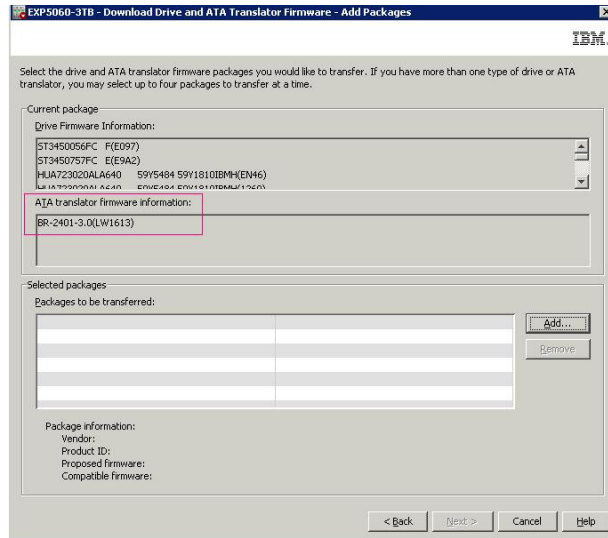 EXP5060-3TB - Download Drive and ATA Translator Firmware - Add Packages
IBM
Select the drive and ATA translator firmware packages you would like to transfer. If you have more than one type of drive or ATA
translator, you may select up to four packages to transfer at a time.
Current package
Drive Firmware Information:
ST3450056FC F(E097)
ST3450757FC E(E9A2)
HUA723020ALA640 59Y5484 59Y1810IBMH(EN46)
HUA723020ALA640 59Y5484 59Y1810IBMH(1260)
ATA translator firmware information:
BR-2401-3.0(LW1613)
Selected packages
Packages to be transferred:
Add...
Remove
Package information:
Vendor:
Product ID:
Proposed firmware:
Compatible firmware:
< Back Next > Cancel Help